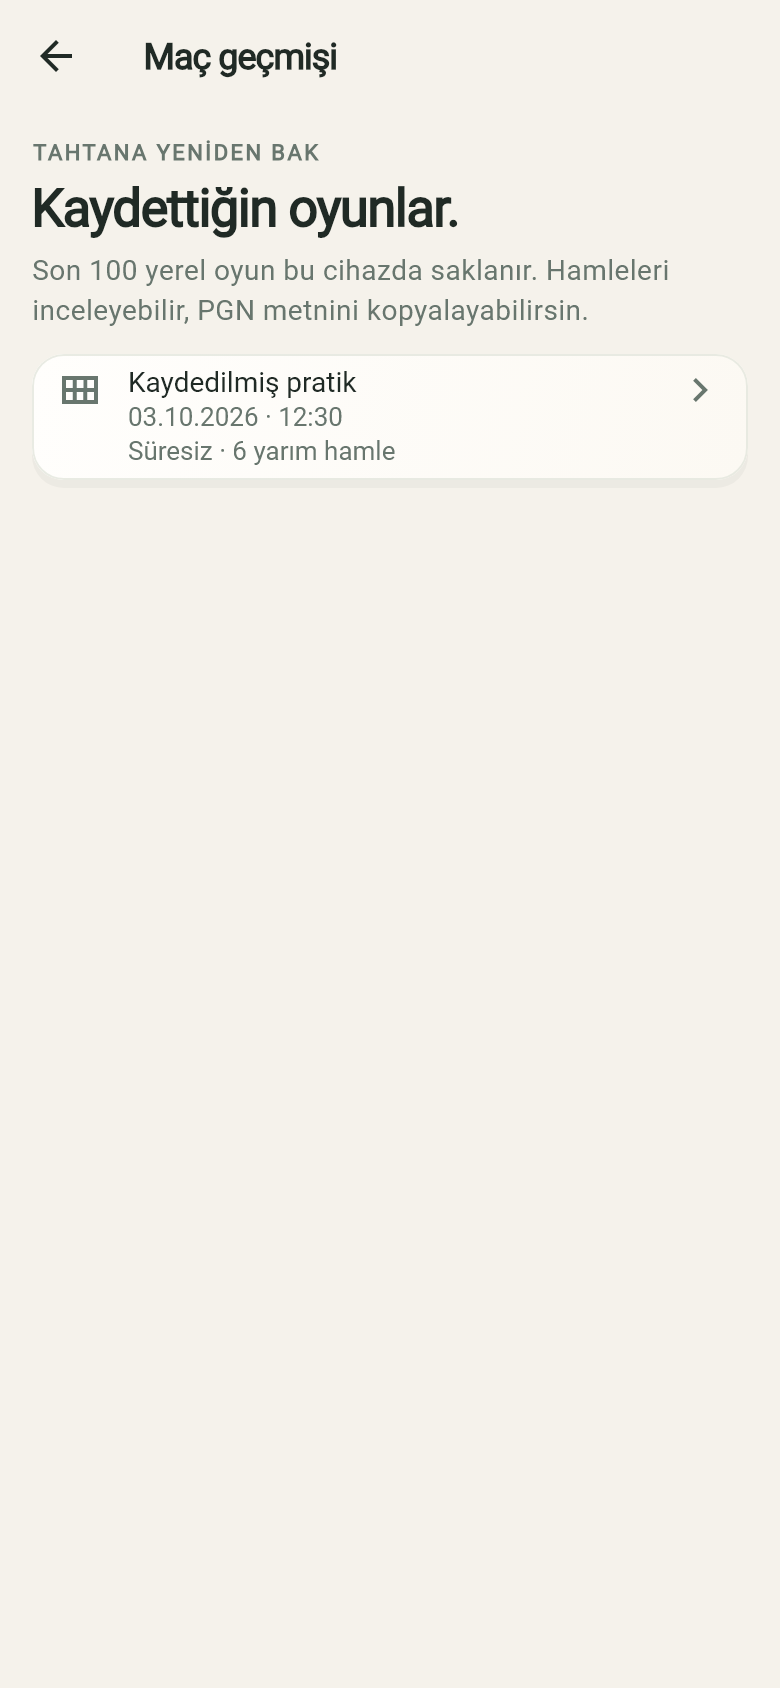 Maç geçmişi
TAHTANA YENİDEN BAK
Kaydettiğin oyunlar.
Son 100 yerel oyun bu cihazda saklanır. Hamleleri
inceleyebilir, PGN metnini kopyalayabilirsin.
Kaydedilmiş pratik
03.10.2026 · 12:30
Süresiz · 6 yarım hamle